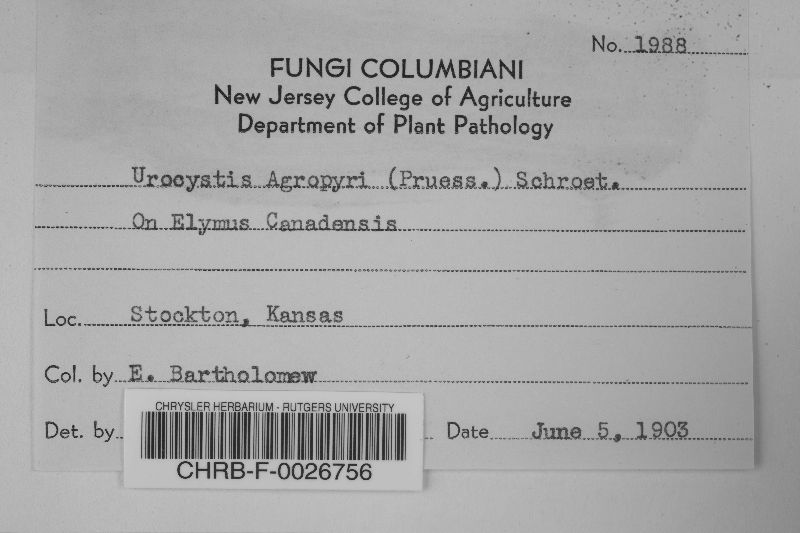 No. 1988
FUNGI COLUMBIANI
New Jersey College of Agriculture
Department of Plant Pathology
Urocystis Agropyri (Pruess.) Schroet.
On Elymus Canadensis
Loc. Stockton, Kansas
Col. by E. Bartholomew
Det. by
Date June 5, 1903
CHRYSLER HERBARIUM - RUTGERS UNIVERSITY
CHRB-F-0026756